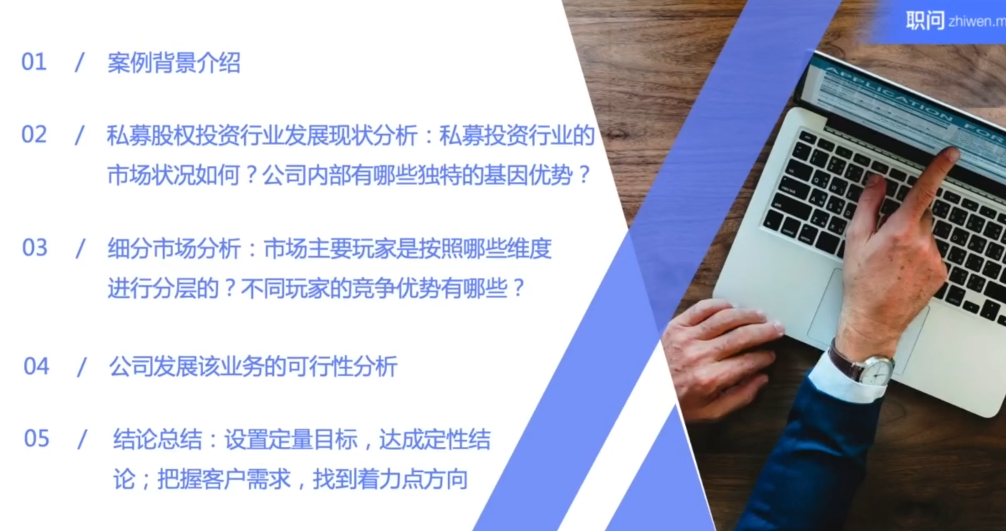 职问 zhiwen.m
01 / 案例背景介绍
02 / 私募股权投资行业发展现状分析：私募投资行业的
市场状况如何？公司内部有哪些独特的基因优势？
03 / 细分市场分析：市场主要玩家是按照哪些维度
进行分层的？不同玩家的竞争优势有哪些？
04 / 公司发展该业务的可行性分析
05 / 结论总结：设置定量目标，达成定性结
论；把握客户需求，找到着力点方向
APPLICATION FOR